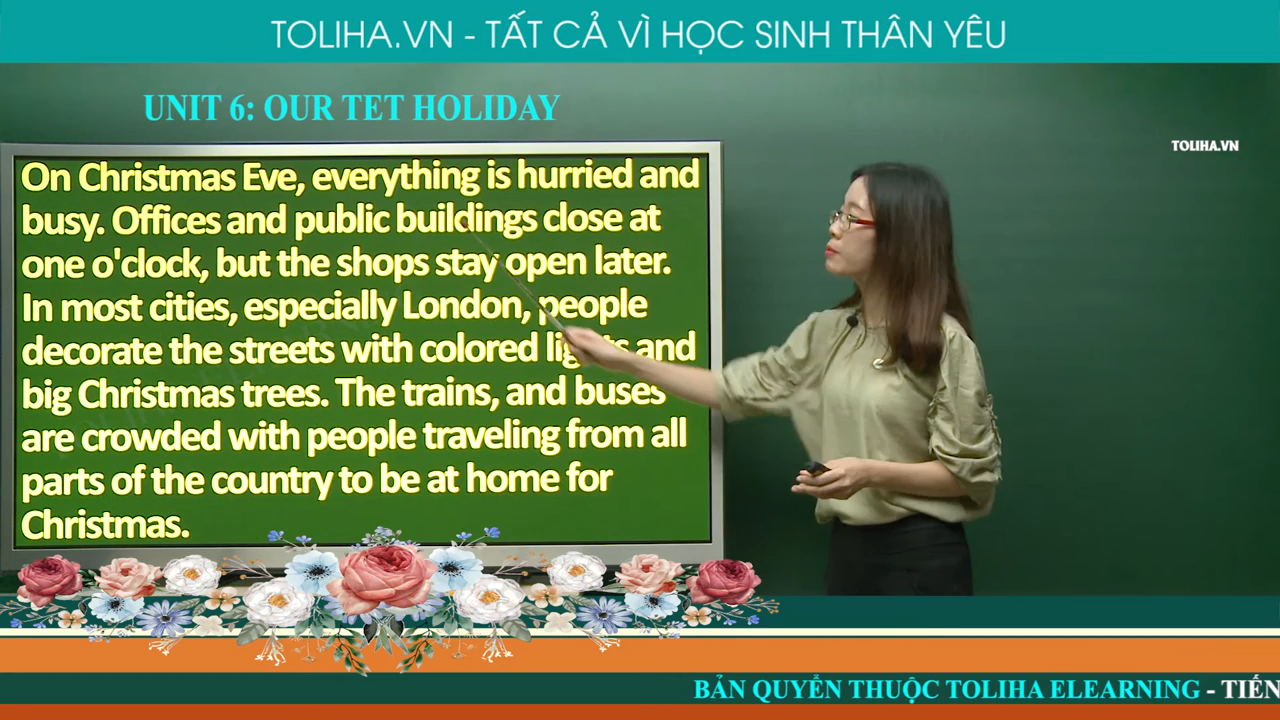 TOLIHA.VN - TẤT CẢ VÌ HỌC SINH THÂN YÊU
UNIT 6: OUR TET HOLIDAY
TOLIHA.VN
On Christmas Eve, everything is hurried and
busy. Offices and public buildings close at
one o'clock, but the shops stay open later.
In most cities, especially London, people
decorate the streets with colored lights and
big Christmas trees. The trains, and buses
are crowded with people traveling from all
parts of the country to be at home for
Christmas.
BẢN QUYỀN THUỘC TOLIHA ELEARNING - TIẾN